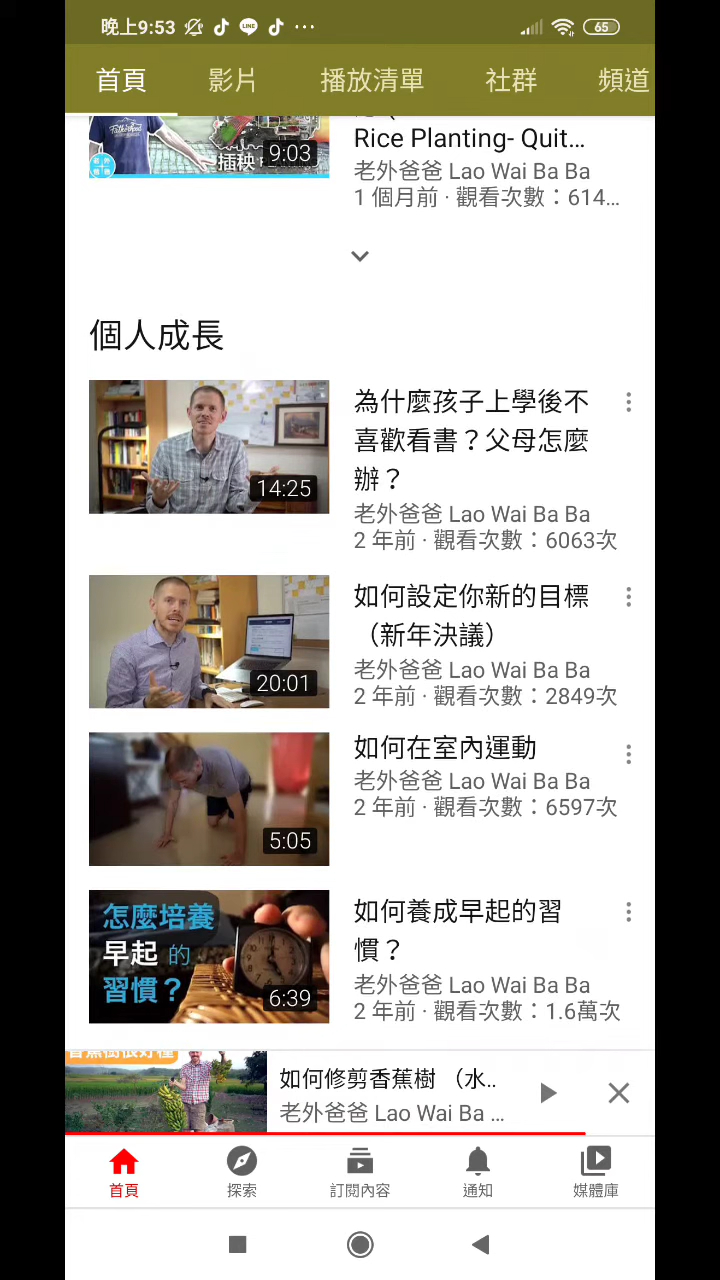 晚上9:53 ... 65
首頁 影片 播放清單 社群 頻道
Rice Planting- Quit...
插秧
9:03
老外爸爸 Lao Wai Ba Ba
1 個月前 · 觀看次數：614...
個人成長
為什麼孩子上學後不
喜歡看書？父母怎麼
辦？
14:25
老外爸爸 Lao Wai Ba Ba
2 年前 · 觀看次數：6063次
如何設定你新的目標
（新年決議）
20:01
老外爸爸 Lao Wai Ba Ba
2 年前 · 觀看次數：2849次
如何在室內運動
老外爸爸 Lao Wai Ba Ba
2 年前 · 觀看次數：6597次
5:05
怎麼培養
早起 的
習慣？
6:39
如何養成早起的習
慣？
老外爸爸 Lao Wai Ba Ba
2 年前 · 觀看次數：1.6萬次
香蕉樹很好種
如何修剪香蕉樹 （水..
老外爸爸 Lao Wai Ba ...
首頁 探索 訂閱內容 通知 媒體庫